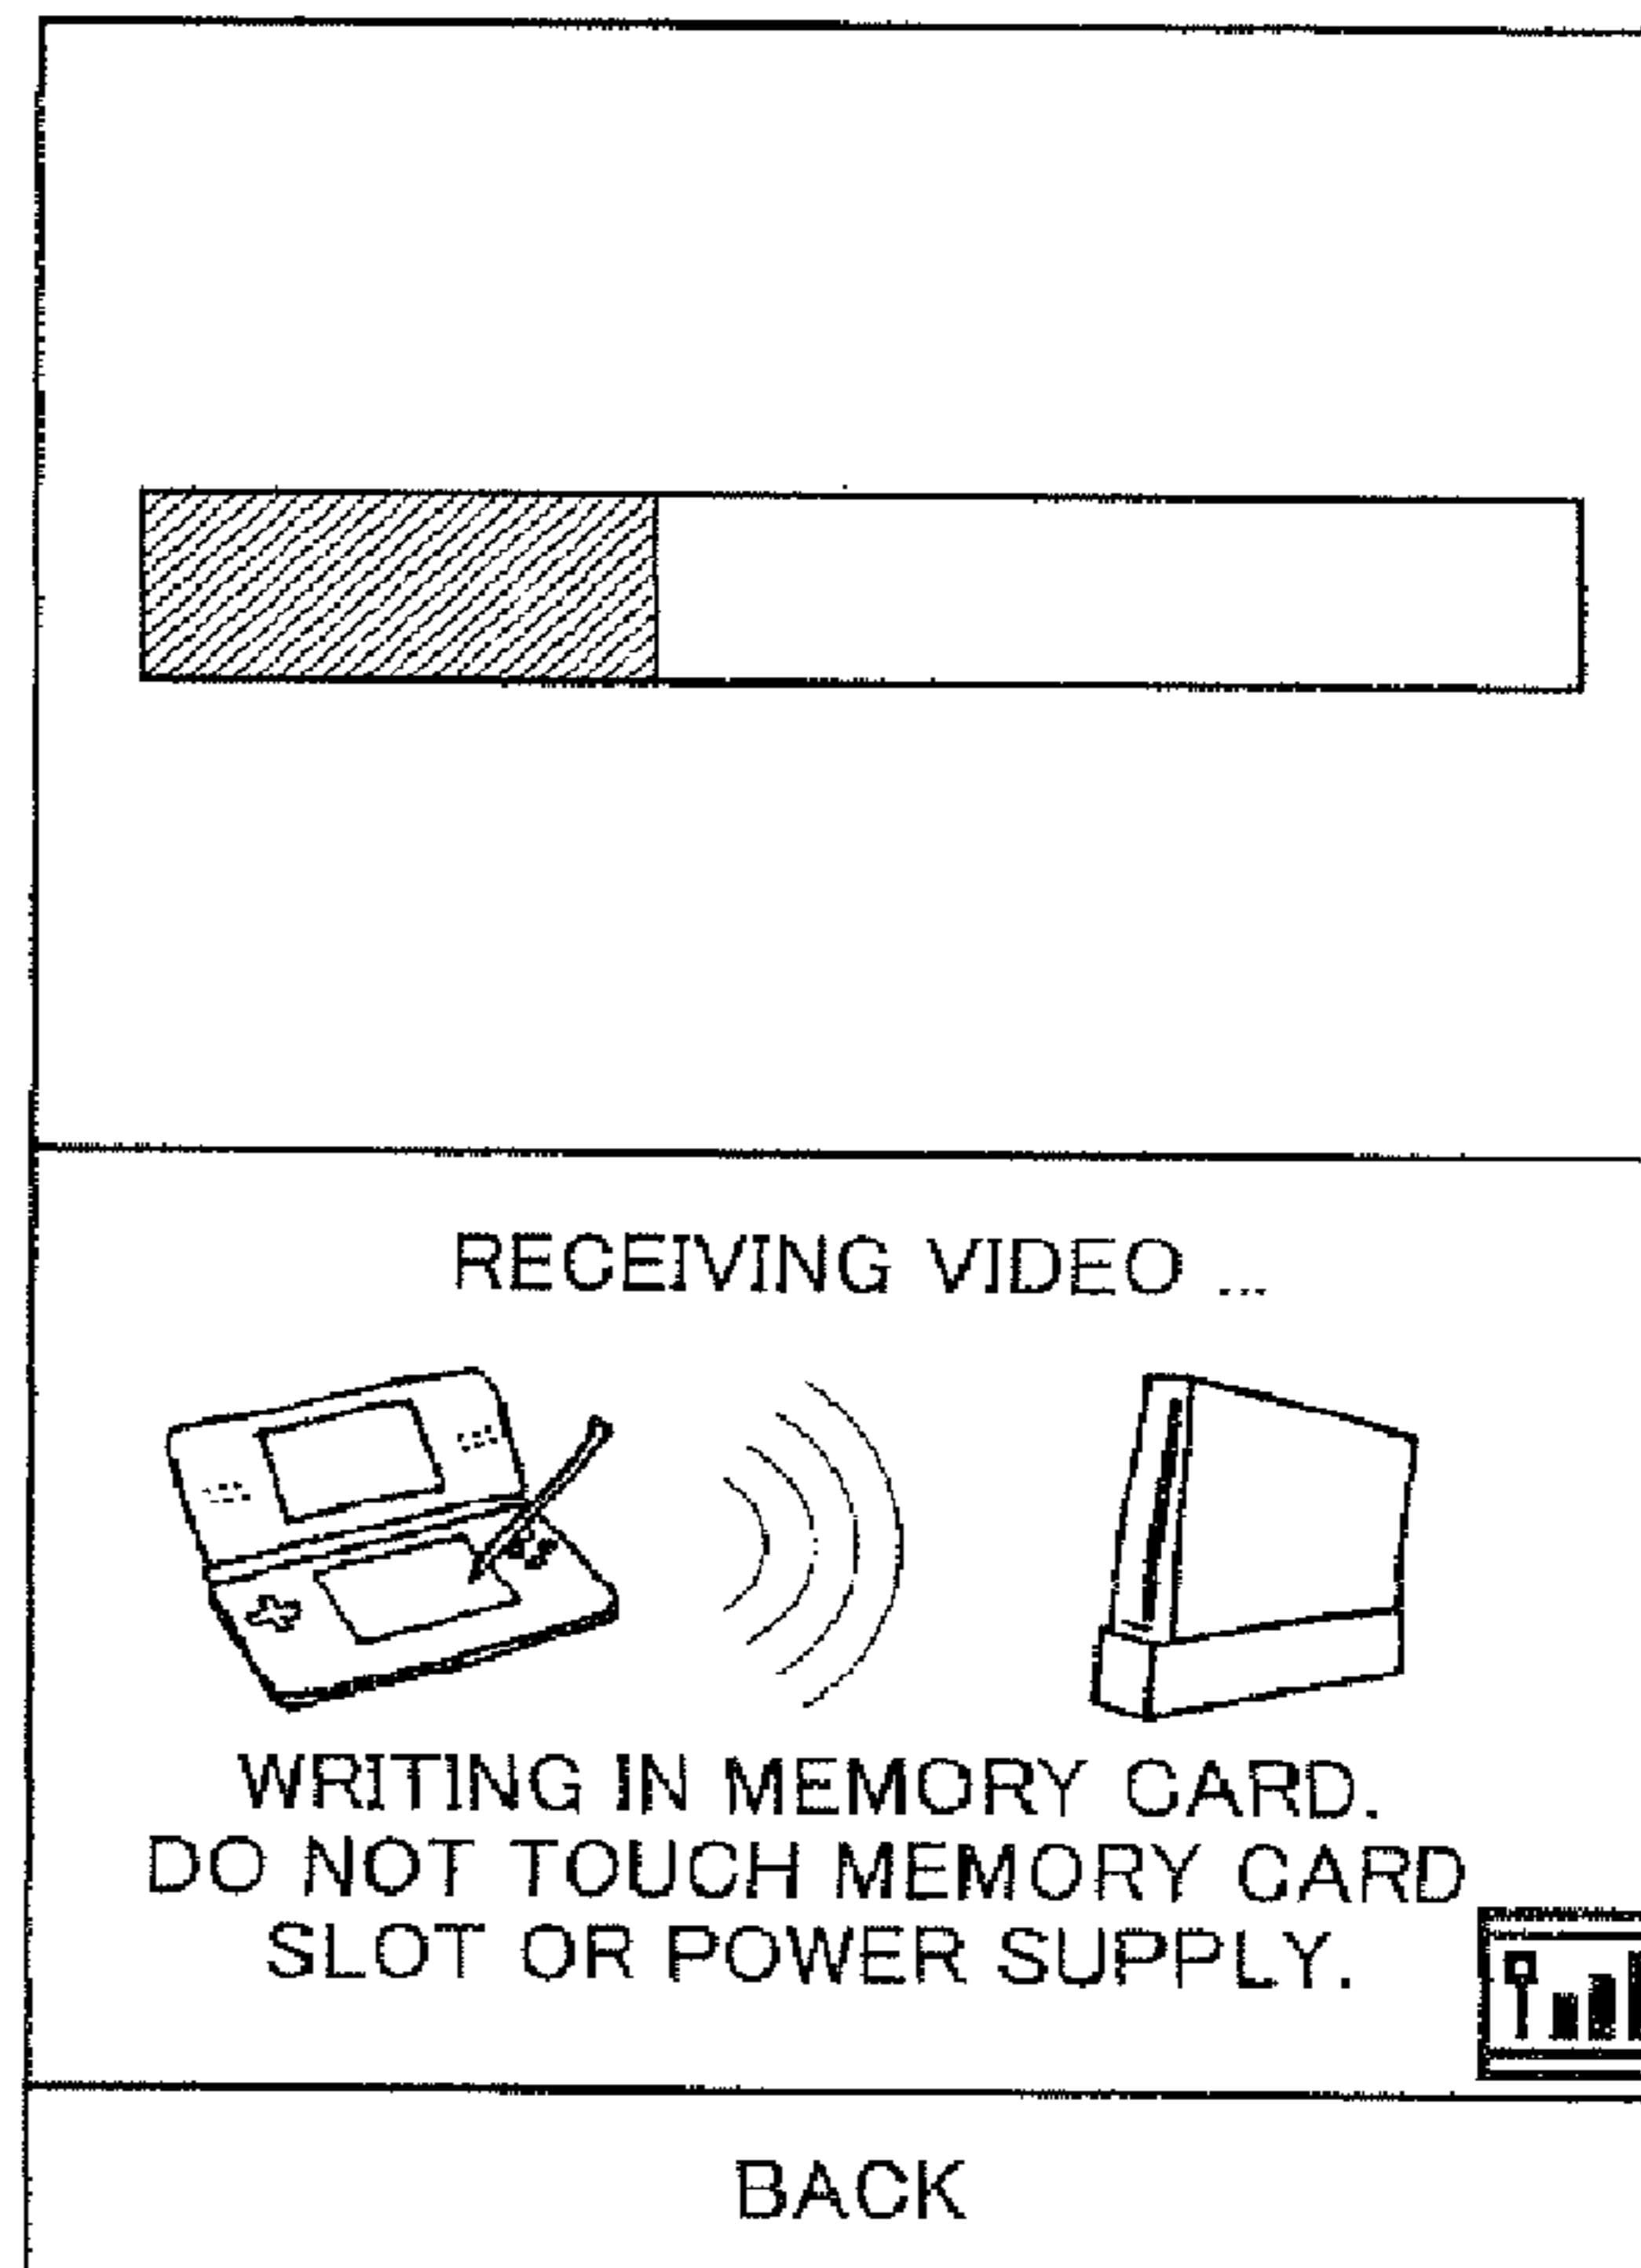 RECEIVING VIDEO ...
WRITING IN MEMORY CARD.
DO NOT TOUCH MEMORY CARD
SLOT OR POWER SUPPLY.
BACK